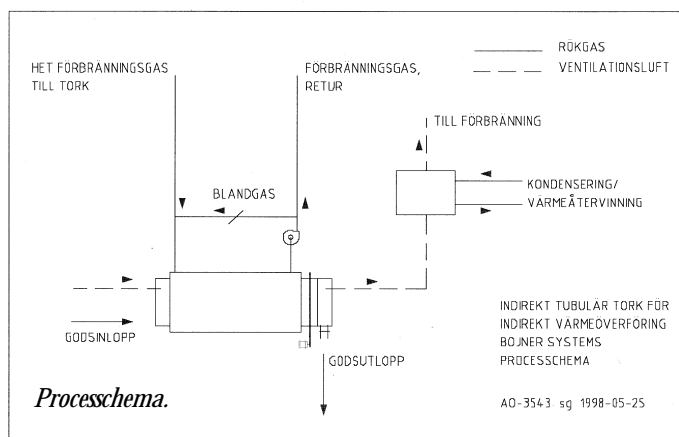 HET FÖRBRÄNNINGSGAS
TILL TORK
FÖRBRÄNNINGSGAS,
RETUR
RÖKGAS
VENTILATIONSLUFT
TILL FÖRBRÄNNING
BLANDGAS
KONDENSERING/
VÄRMEÅTERVINNING
GODSINLOPP
GODSUTLOPP
INDIREKT TUBULÄR TORK FÖR
INDIREKT VÄRMEÖVERFÖRING
BOJNER SYSTEMS
PROCESSCHEMA
Processchema.
AO-3543 sg 1998-05-25